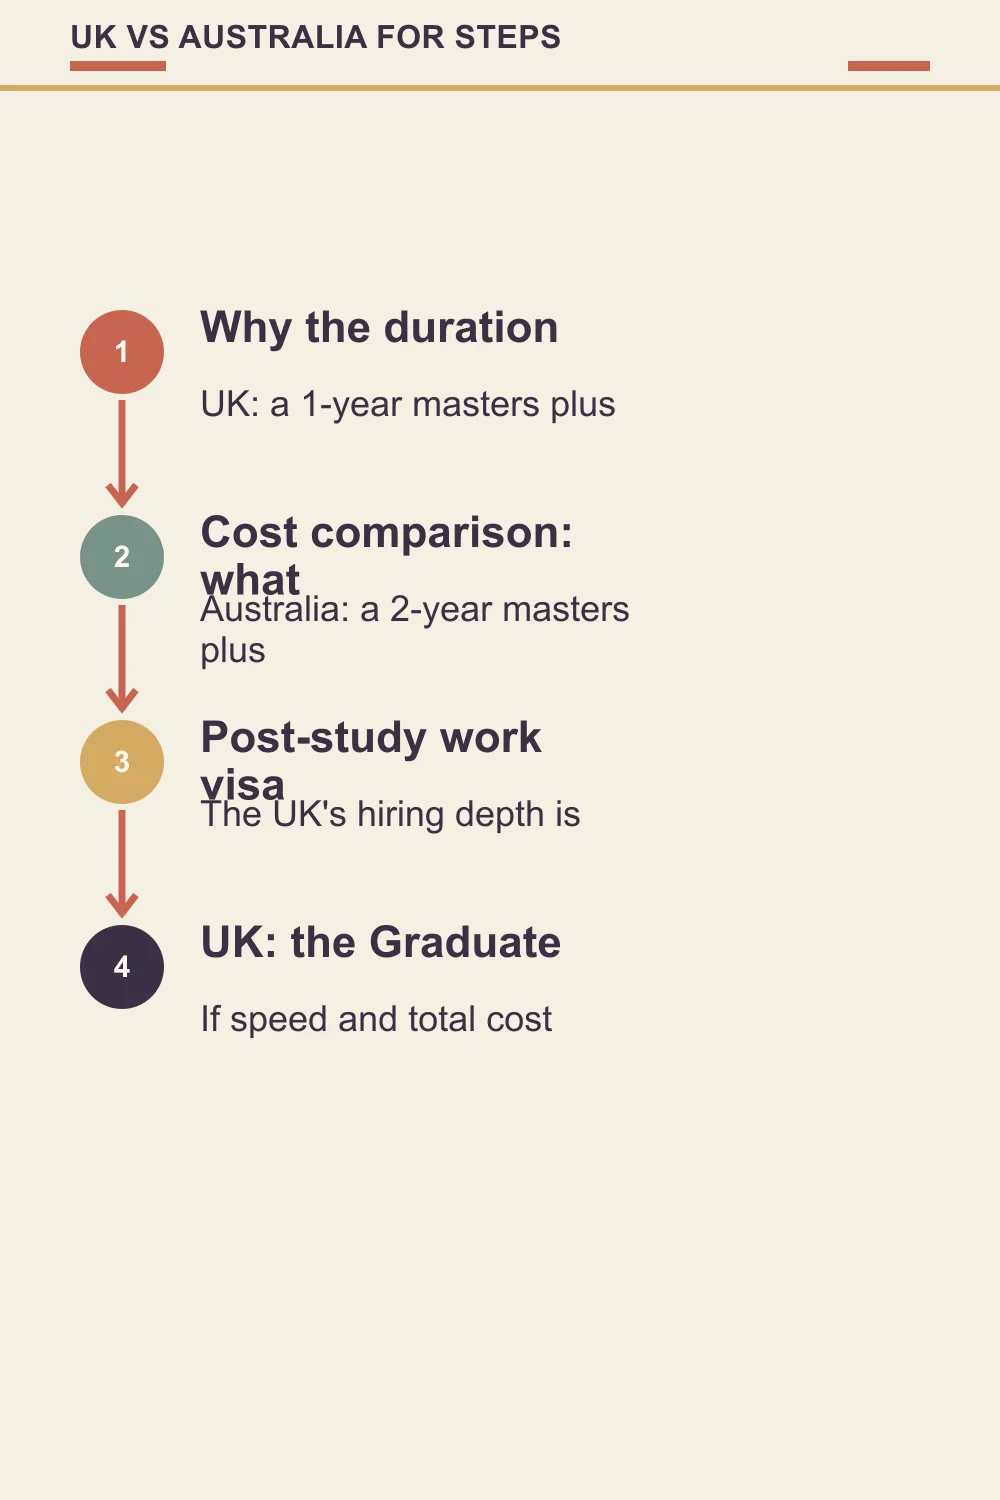 UK VS AUSTRALIA FOR STEPS
1
Why the duration
UK: a 1-year masters plus
2
Cost comparison:
what
Australia: a 2-year masters
plus
3
Post-study work
visa
The UK's hiring depth is
4
UK: the Graduate
If speed and total cost